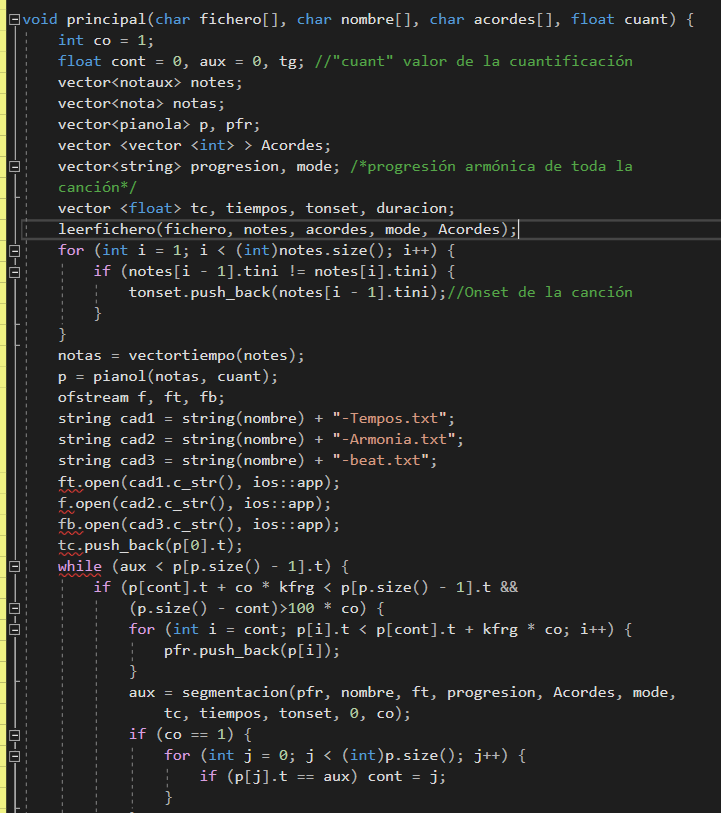 void principal(char fichero[], char nombre[], char acordes[], float cuant) {
int co = 1;
float cont = 0, aux = 0, tg; //"cuant" valor de la cuantificación
vector<notaux> notes;
vector<nota> notas;
vector<pianola> p, pfr;
vector <vector <int> > Acordes;
vector<string> progresion, mode; /*progresión armónica de toda la
canción*/
vector <float> tc, tiempos, tonset, duracion;
leerfichero(fichero, notes, acordes, mode, Acordes);
for (int i = 1; i < (int)notes.size(); i++) {
if (notes[i - 1].tini != notes[i].tini) {
tonset.push_back(notes[i - 1].tini);//Onset de la canción
}
}
notas = vectortiempo(notes);
p = pianol(notas, cuant);
ofstream f, ft, fb;
string cad1 = string(nombre) + "-Tempos.txt";
string cad2 = string(nombre) + "-Armonia.txt";
string cad3 = string(nombre) + "-beat.txt";
ft.open(cad1.c_str(), ios::app);
f.open(cad2.c_str(), ios::app);
fb.open(cad3.c_str(), ios::app);
tc.push_back(p[0].t);
while (aux < p[p.size() - 1].t) {
if (p[cont].t + co * kfrg < p[p.size() - 1].t &&
(p.size() - cont)>100 * co) {
for (int i = cont; p[i].t < p[cont].t + kfrg * co; i++) {
pfr.push_back(p[i]);
}
aux = segmentacion(pfr, nombre, ft, progresion, Acordes, mode,
tc, tiempos, tonset, 0, co);
if (co == 1) {
for (int j = 0; j < (int)p.size(); j++) {
if (p[j].t == aux) cont = j;
}